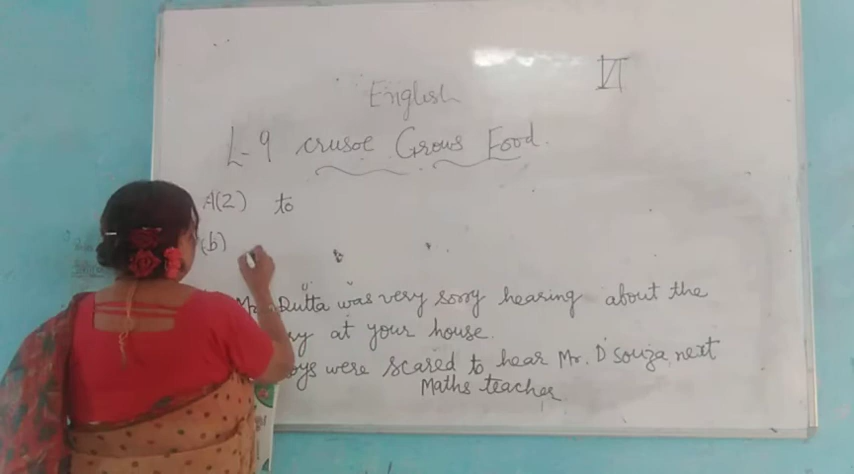 VI
English
L-9 crusoe Grows Food.
A(2) to
(b)
Mr. Dutta was very sorry hearing about the
at your house.
were scared to hear Mr. D'souza next
Maths teacher